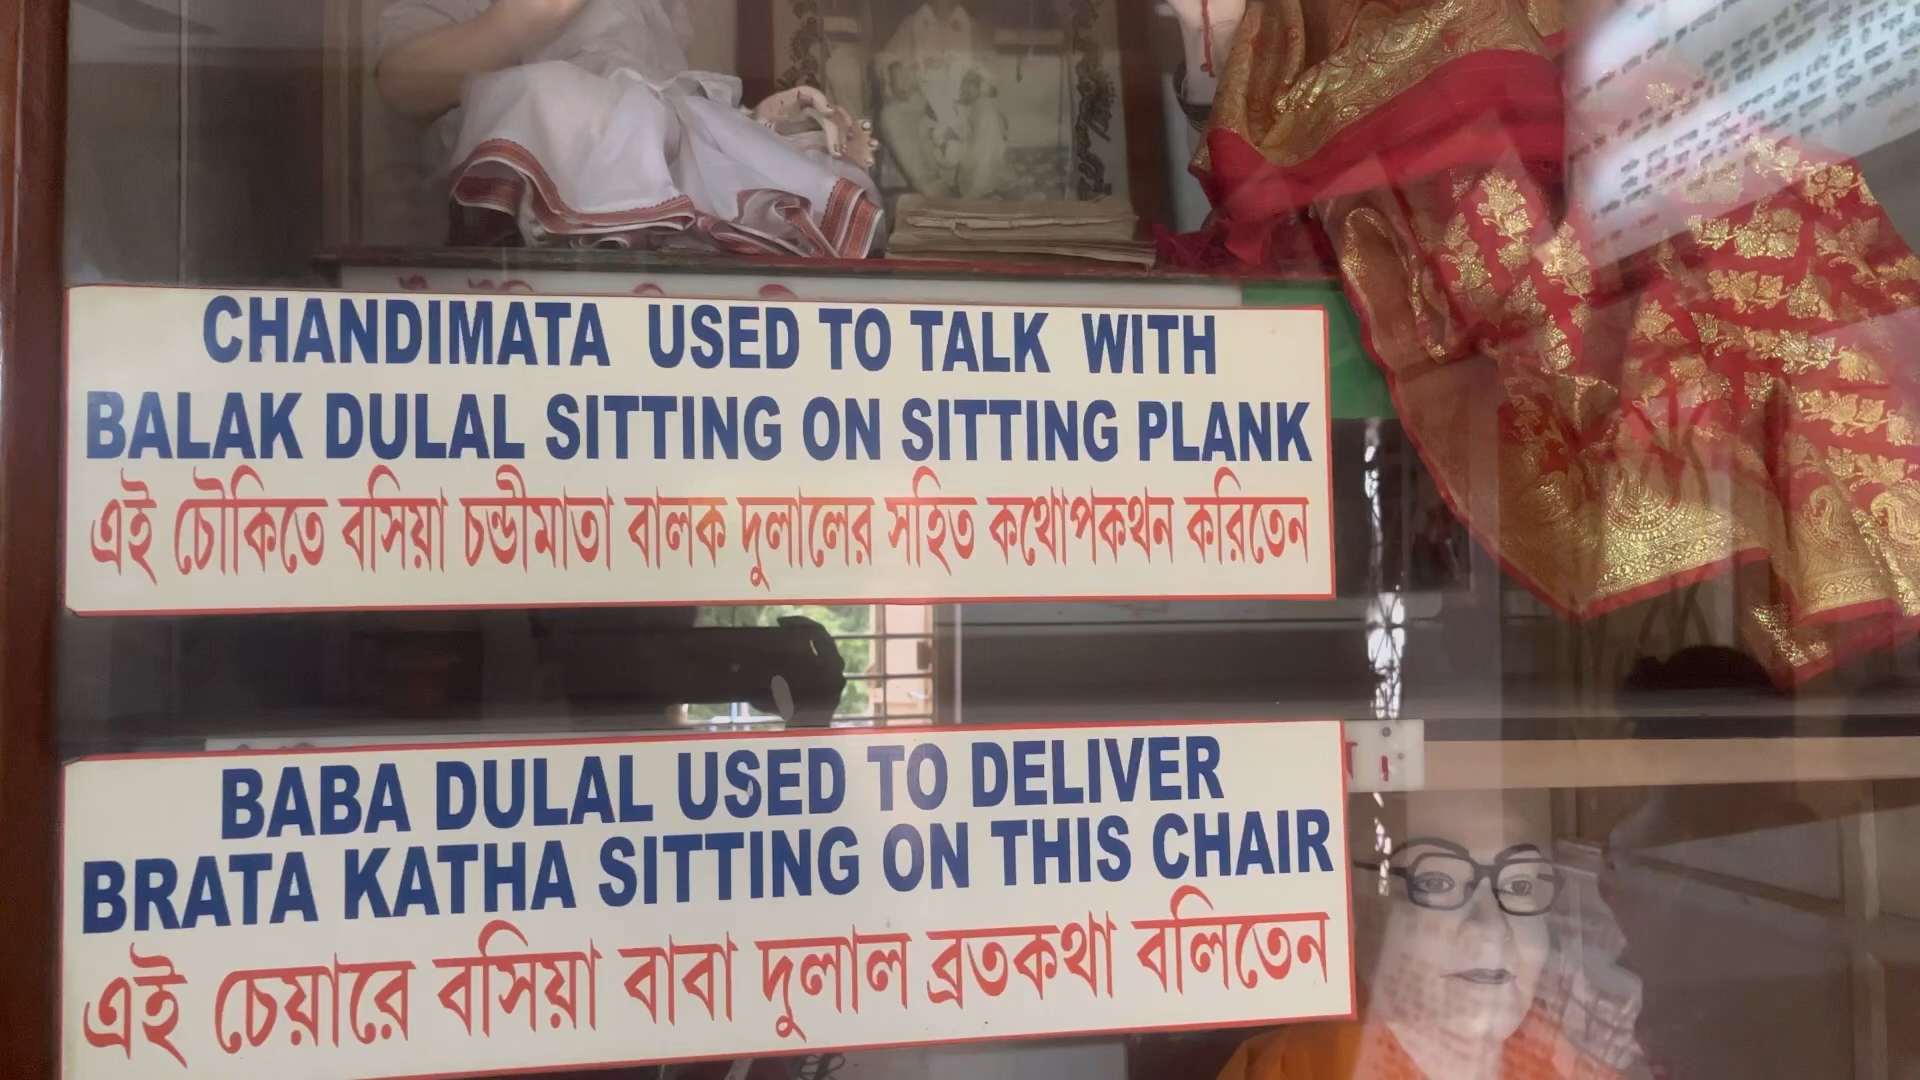 CHANDIMATA USED TO TALK WITH
BALAK DULAL SITTING ON SITTING PLANK
এই চৌকিতে বসিয়া চন্ডীমাতা বালক দুলালের সহিত কথোপকথন করিতেন
BABA DULAL USED TO DELIVER
BRATA KATHA SITTING ON THIS CHAIR
এই চেয়ারে বসিয়া বাবা দুলাল ব্রতকথা বলিতেন